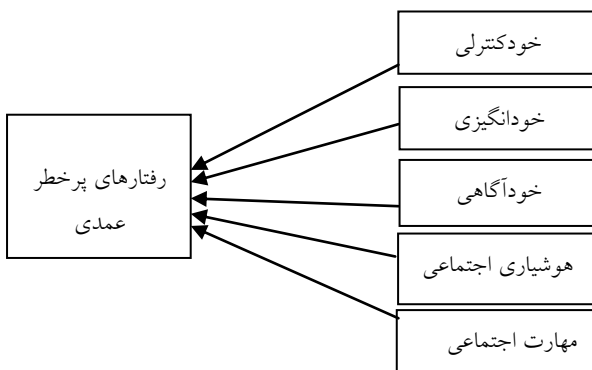 خودکنترلی
خودانگیزی
خودآگاهی
هوشیاری اجتماعی
مهارت اجتماعی
رفتارهای پرخطر
عمدی